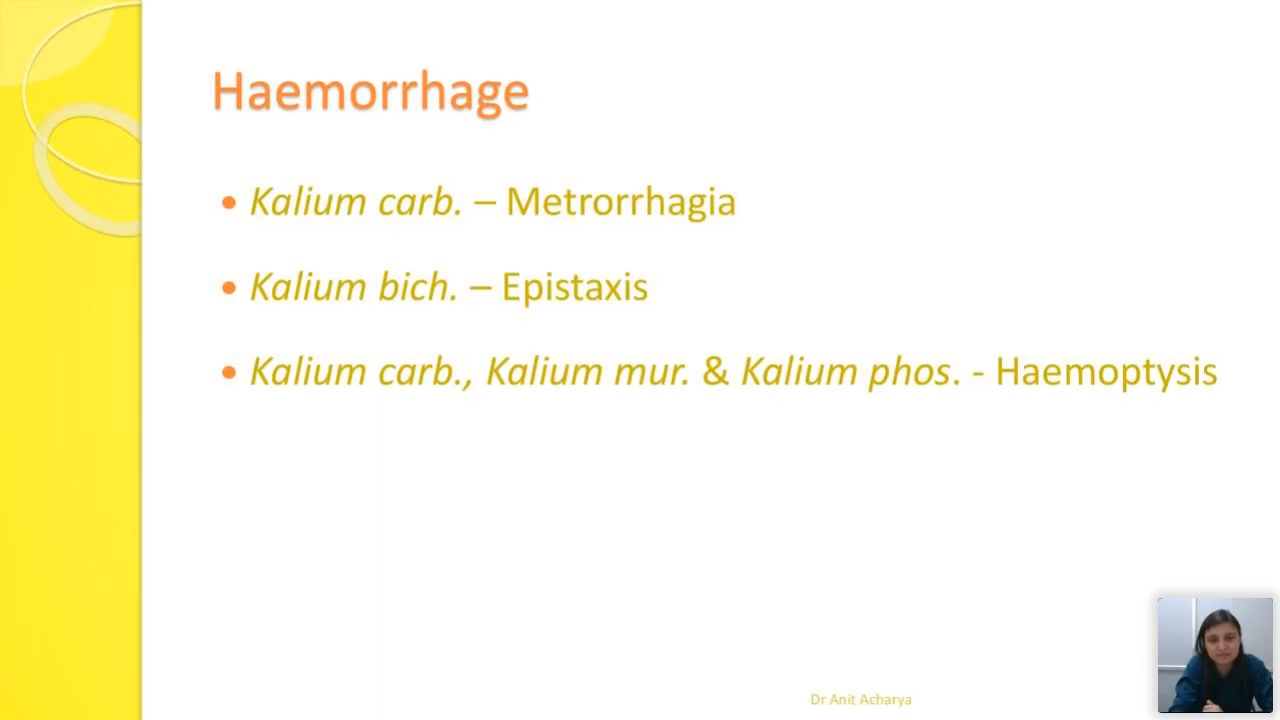 Haemorrhage
• Kalium carb. – Metrorrhagia
• Kalium bich. – Epistaxis
• Kalium carb., Kalium mur. & Kalium phos. - Haemoptysis
Dr Anit Acharya